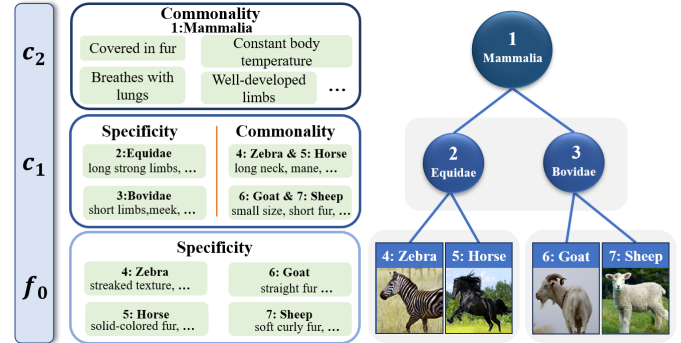 c₂
Commonality
1:Mammalia
Covered in fur
Constant body
temperature
Breathes with
lungs
Well-developed
limbs
...
c₁
Specificity
2:Equidae
long strong limbs, ...
3:Bovidae
short limbs,meek, ...
Commonality
4: Zebra & 5: Horse
long neck, mane, ...
6: Goat & 7: Sheep
small size, short fur, ...
f₀
Specificity
4: Zebra
streaked texture, ...
6: Goat
straight fur ...
5: Horse
solid-colored fur, ...
7: Sheep
soft curly fur, ...
1
Mammalia
2
Equidae
3
Bovidae
4: Zebra
5: Horse
6: Goat
7: Sheep